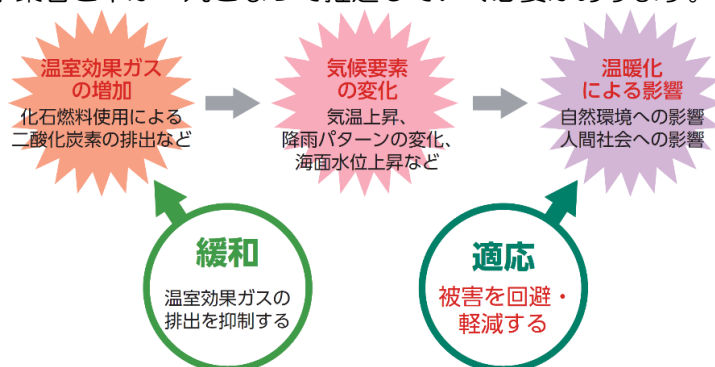 温室効果ガス
の増加
化石燃料使用による
二酸化炭素の排出など
気候要素
の変化
気温上昇、
降雨パターンの変化、
海面水位上昇など
温暖化
による影響
自然環境への影響
人間社会への影響
緩和
温室効果ガスの
排出を抑制する
適応
被害を回避・
軽減する